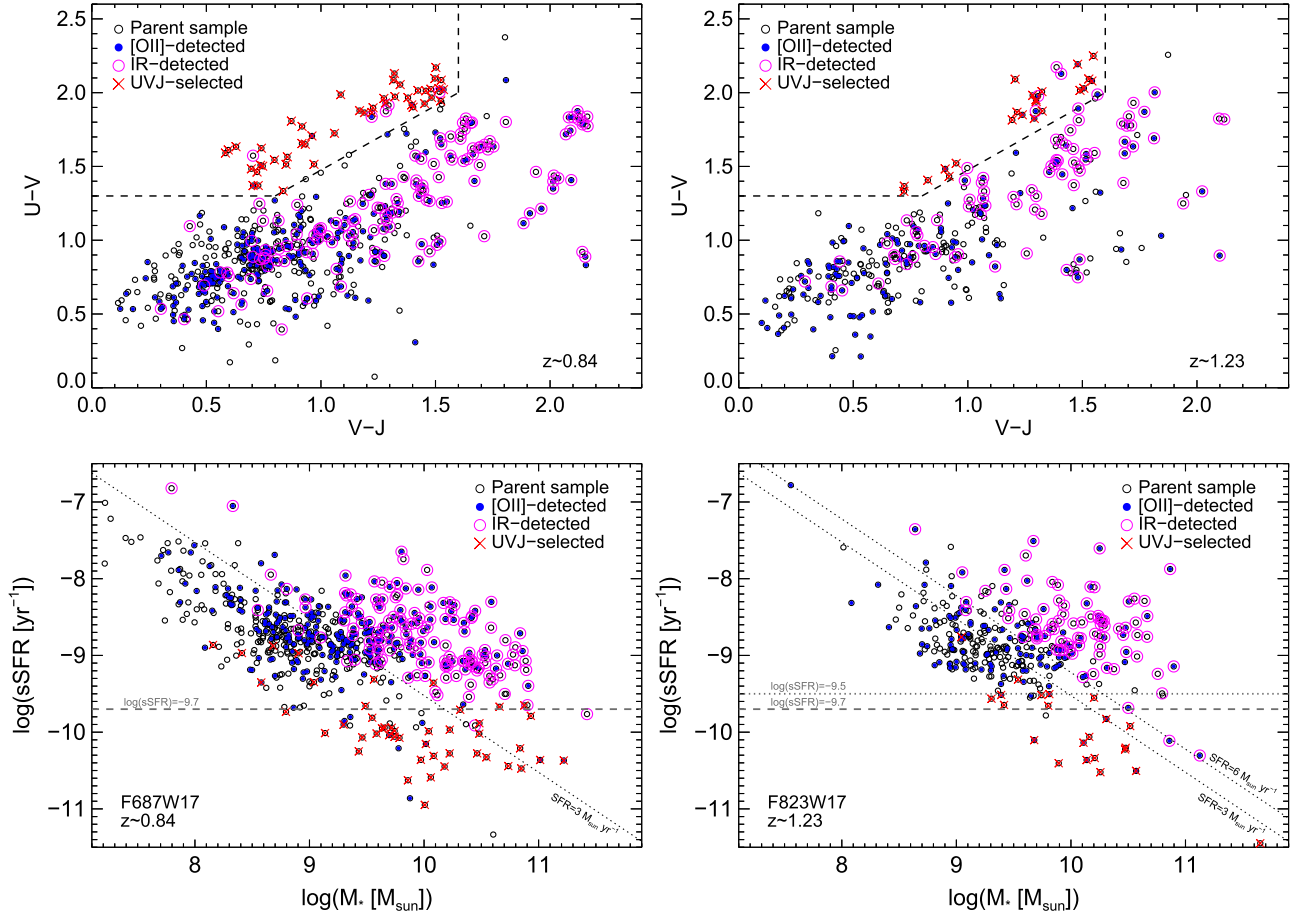 Parent sample
[OII]-detected
IR-detected
UVJ-selected
2.5
2.0
1.5
1.0
0.5
0.0
U−V
z~0.84
0.0 0.5 1.0 1.5 2.0
V−J
Parent sample
[OII]-detected
IR-detected
UVJ-selected
2.5
2.0
1.5
1.0
0.5
0.0
U−V
z~1.23
0.0 0.5 1.0 1.5 2.0
V−J
Parent sample
[OII]-detected
IR-detected
UVJ-selected
−7
−8
−9
−10
−11
log(sSFR [yr−1])
log(sSFR)=−9.7
SFR=3 Msun yr−1
F687W17
z~0.84
8 9 10 11
log(M* [Msun])
Parent sample
[OII]-detected
IR-detected
UVJ-selected
−7
−8
−9
−10
−11
log(sSFR [yr−1])
log(sSFR)=−9.5
log(sSFR)=−9.7
SFR=6 Msun yr−1
SFR=3 Msun yr−1
F823W17
z~1.23
8 9 10 11
log(M* [Msun])